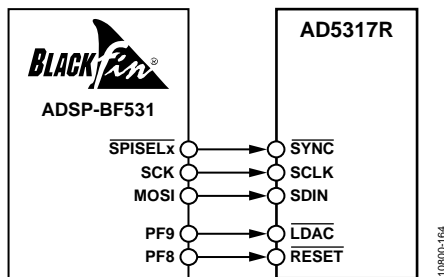 BLACKfin®
ADSP-BF531
AD5317R
SPISELx
SYNC
SCK
SCLK
MOSI
SDIN
PF9
LDAC
PF8
RESET
10800-164